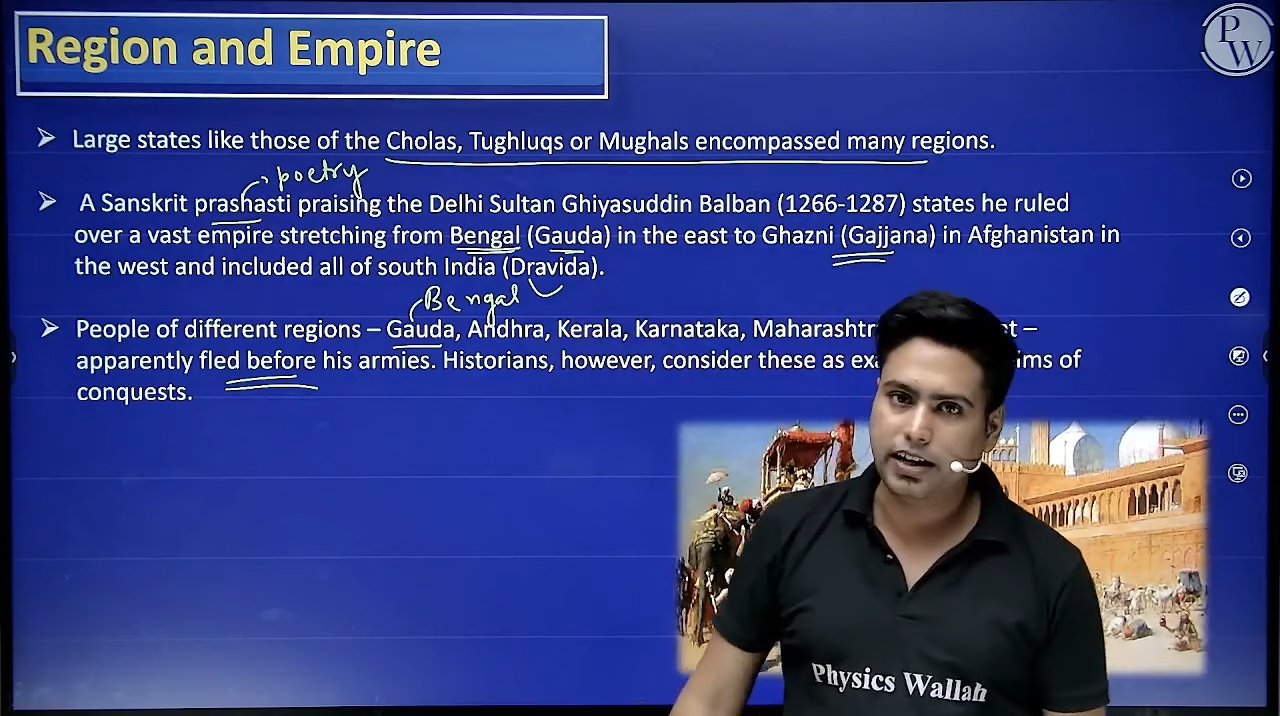 Region and Empire
P
W
Large states like those of the Cholas, Tughluqs or Mughals encompassed many regions.
poetry
A Sanskrit prashasti praising the Delhi Sultan Ghiyasuddin Balban (1266-1287) states he ruled
over a vast empire stretching from Bengal (Gauda) in the east to Ghazni (Gajjana) in Afghanistan in
the west and included all of south India (Dravida).
Bengal
People of different regions – Gauda, Andhra, Kerala, Karnataka, –
apparently fled before his armies. Historians, however, consider these as of
conquests.
Physics Wallah